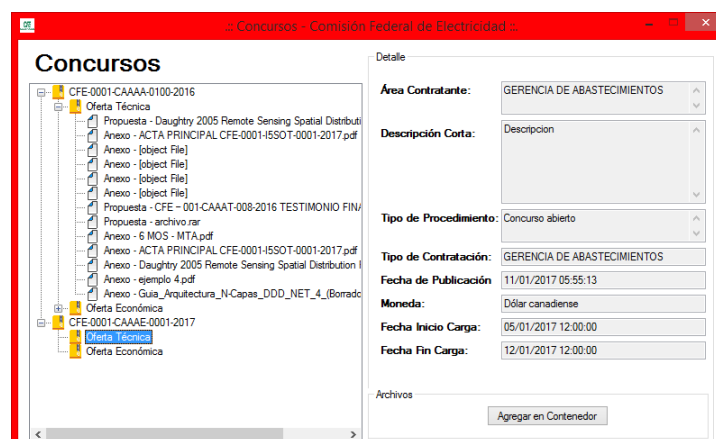 .:: Concursos - Comisión Federal de Electricidad ::.
Concursos
CFE-0001-CAAAA-0100-2016
Oferta Técnica
Propuesta - Daughtry 2005 Remote Sensing Spatial Distributi
Anexo - ACTA PRINCIPAL CFE-0001-I5SOT-0001-2017.pdf
Anexo - [object File]
Anexo - [object File]
Anexo - [object File]
Anexo - [object File]
Propuesta - CFE – 001-CAAAT-008-2016 TESTIMONIO FIN
Propuesta - archivo.rar
Anexo - 6 MOS - MTA.pdf
Anexo - ACTA PRINCIPAL CFE-0001-I5SOT-0001-2017.pdf
Anexo - Daughtry 2005 Remote Sensing Spatial Distribution
Anexo - ejemplo 4.pdf
Anexo - Guia_Arquitectura_N-Capas_DDD_NET_4_(Borrado
Oferta Económica
CFE-0001-CAAAE-0001-2017
Oferta Técnica
Oferta Económica
Detalle
Área Contratante: GERENCIA DE ABASTECIMIENTOS
Descripción Corta: Descripcion
Tipo de Procedimiento: Concurso abierto
Tipo de Contratación: GERENCIA DE ABASTECIMIENTOS
Fecha de Publicación 11/01/2017 05:55:13
Moneda: Dólar canadiense
Fecha Inicio Carga: 05/01/2017 12:00:00
Fecha Fin Carga: 12/01/2017 12:00:00
Archivos
Agregar en Contenedor